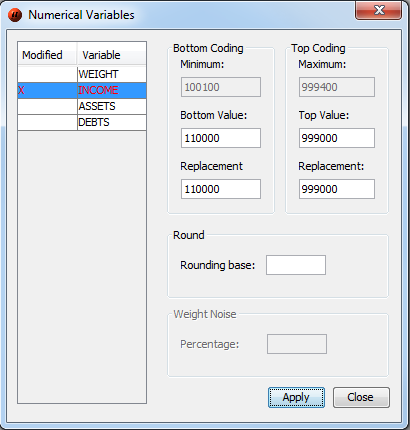 Numerical Variables
Modified Variable
WEIGHT
X INCOME
ASSETS
DEBTS
Bottom Coding
Minimum:
100100
Bottom Value:
110000
Replacement
110000
Top Coding
Maximum:
999400
Top Value:
999000
Replacement:
999000
Round
Rounding base:
Weight Noise
Percentage:
Apply Close